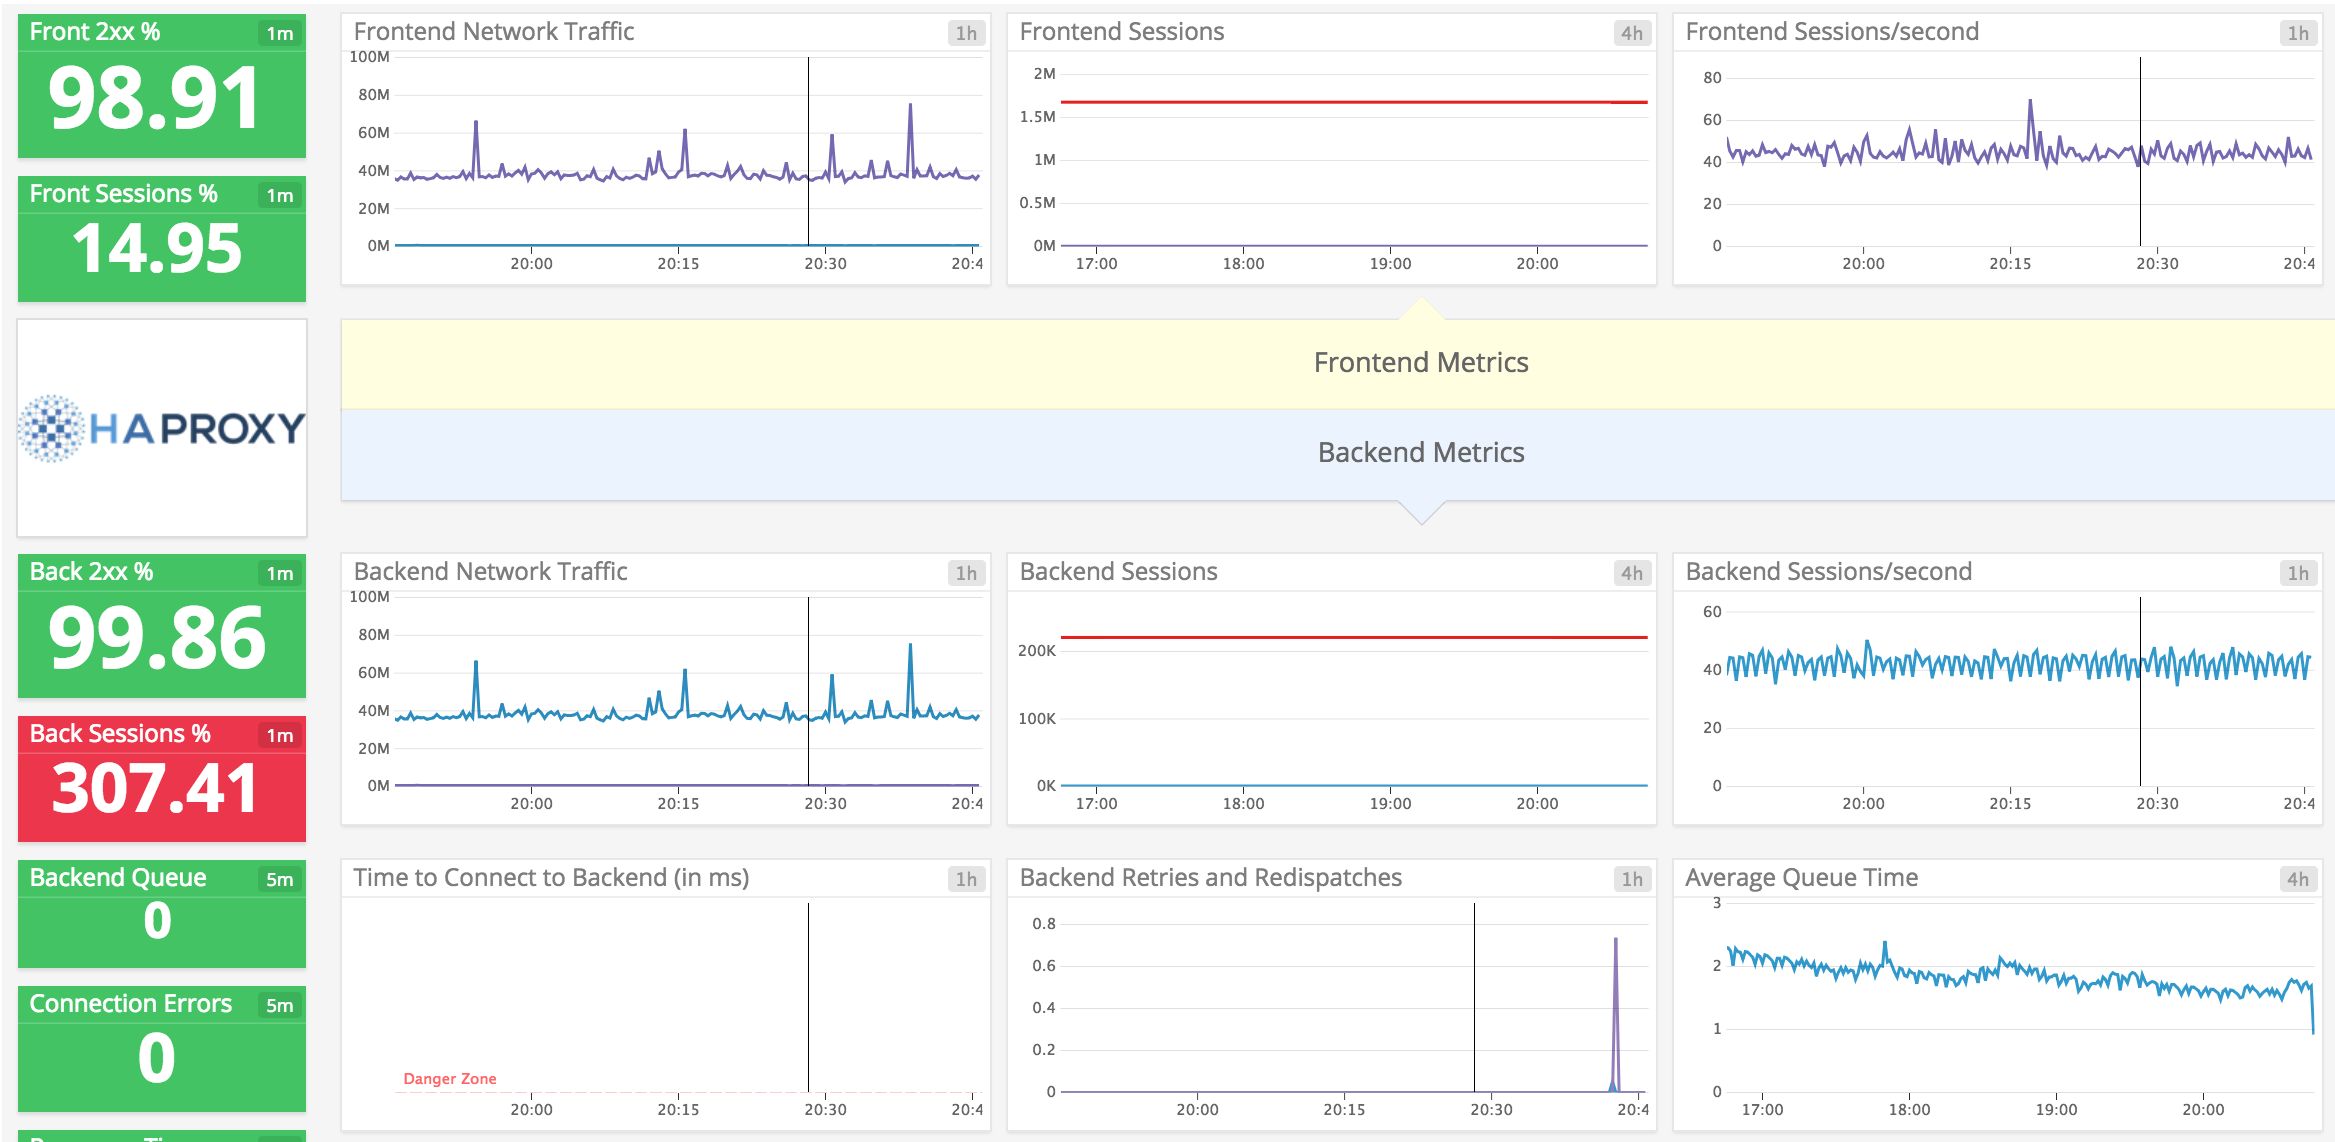 Front 2xx % 1m
98.91
Front Sessions % 1m
14.95
HAPROXY
Back 2xx % 1m
99.86
Back Sessions % 1m
307.41
Backend Queue 5m
0
Connection Errors 5m
0
Frontend Network Traffic 1h
100M
80M
60M
40M
20M
0M
20:00 20:15 20:30 20:4
Frontend Sessions 4h
2M
1.5M
1M
0.5M
0M
17:00 18:00 19:00 20:00
Frontend Sessions/second 1h
80
60
40
20
0
20:00 20:15 20:30 20:4
Frontend Metrics
Backend Metrics
Backend Network Traffic 1h
100M
80M
60M
40M
20M
0M
20:00 20:15 20:30 20:4
Backend Sessions 4h
200K
100K
0K
17:00 18:00 19:00 20:00
Backend Sessions/second 1h
60
40
20
0
20:00 20:15 20:30 20:4
Time to Connect to Backend (in ms) 1h
Danger Zone
20:00 20:15 20:30 20:4
Backend Retries and Redispatches 1h
0.8
0.6
0.4
0.2
0
20:00 20:15 20:30 20:4
Average Queue Time 4h
3
2
1
0
17:00 18:00 19:00 20:00